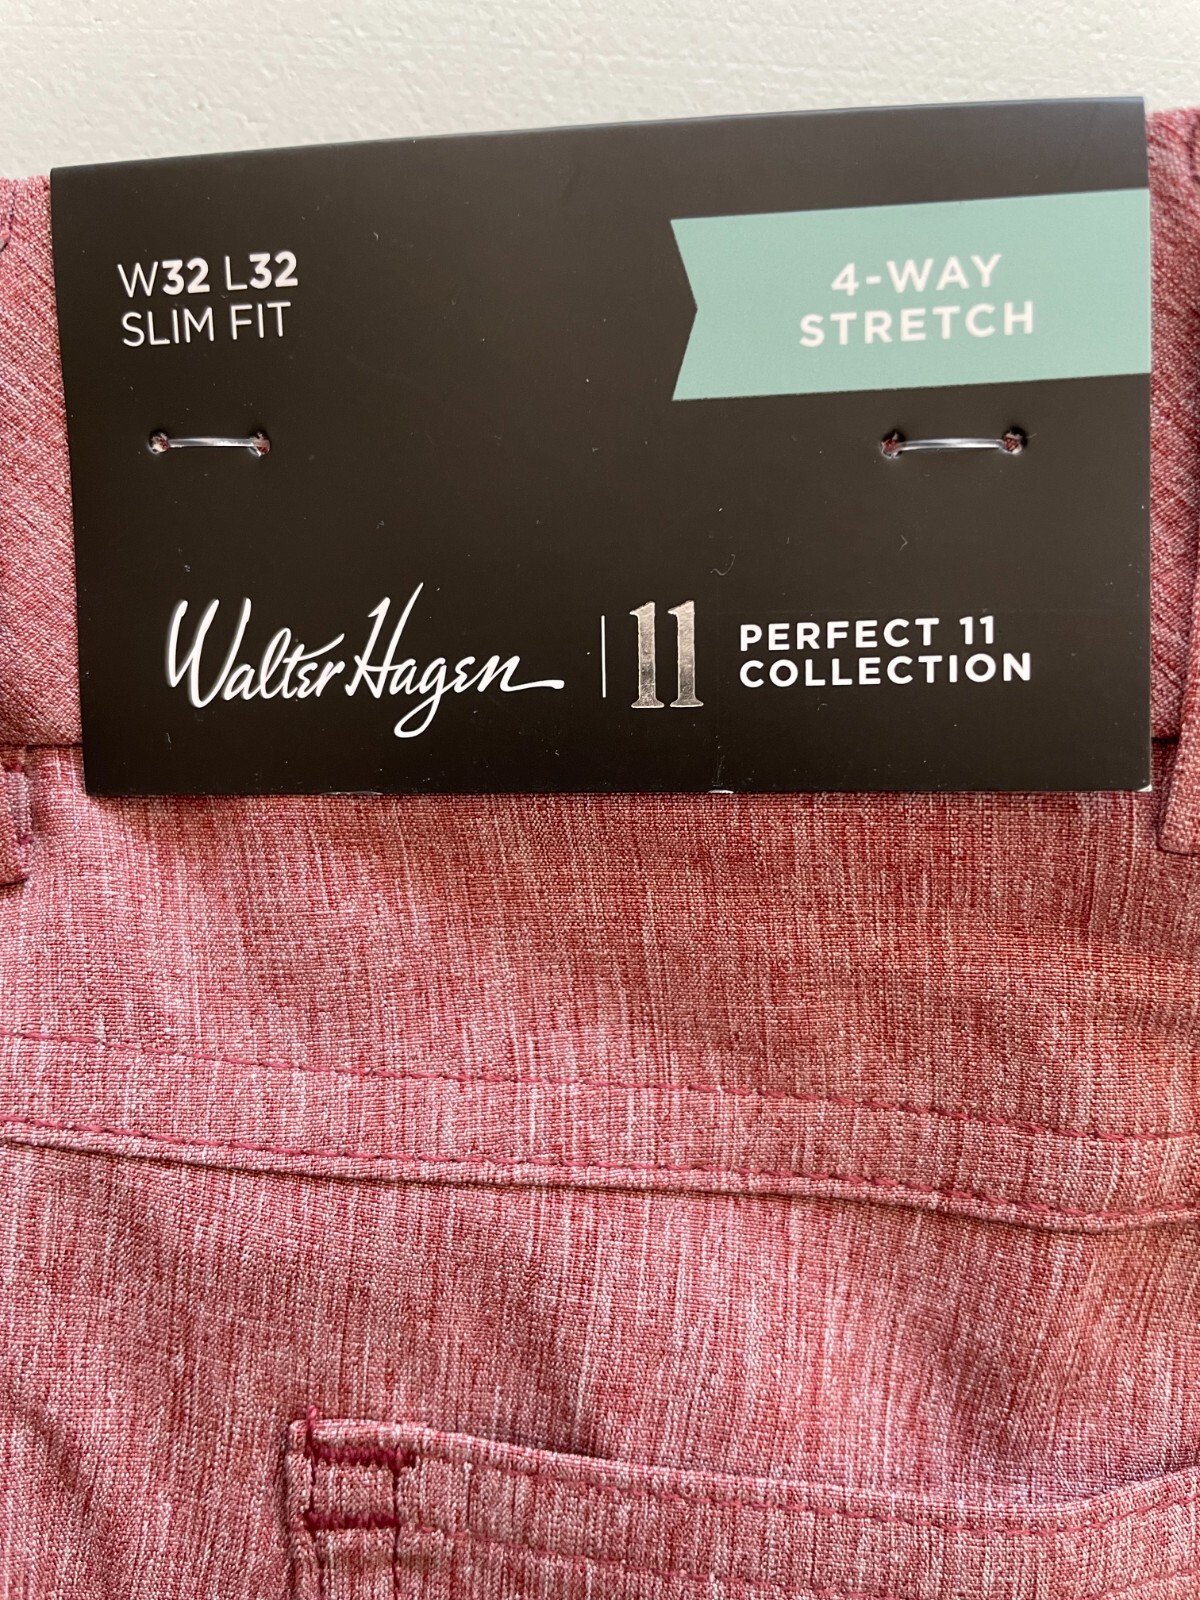 W32 L32
SLIM FIT
4-WAY
STRETCH
Walter Hagen | 11
PERFECT 11
COLLECTION